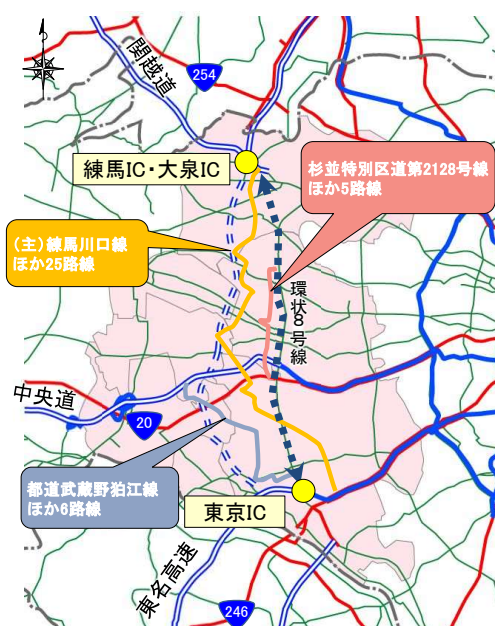 関越道
254
練馬IC・大泉IC
杉並特別区道第2128号線
ほか5路線
(主)練馬川口線
ほか25路線
環状8号線
中央道
20
都道武蔵野狛江線
ほか6路線
東京IC
東名高速
246